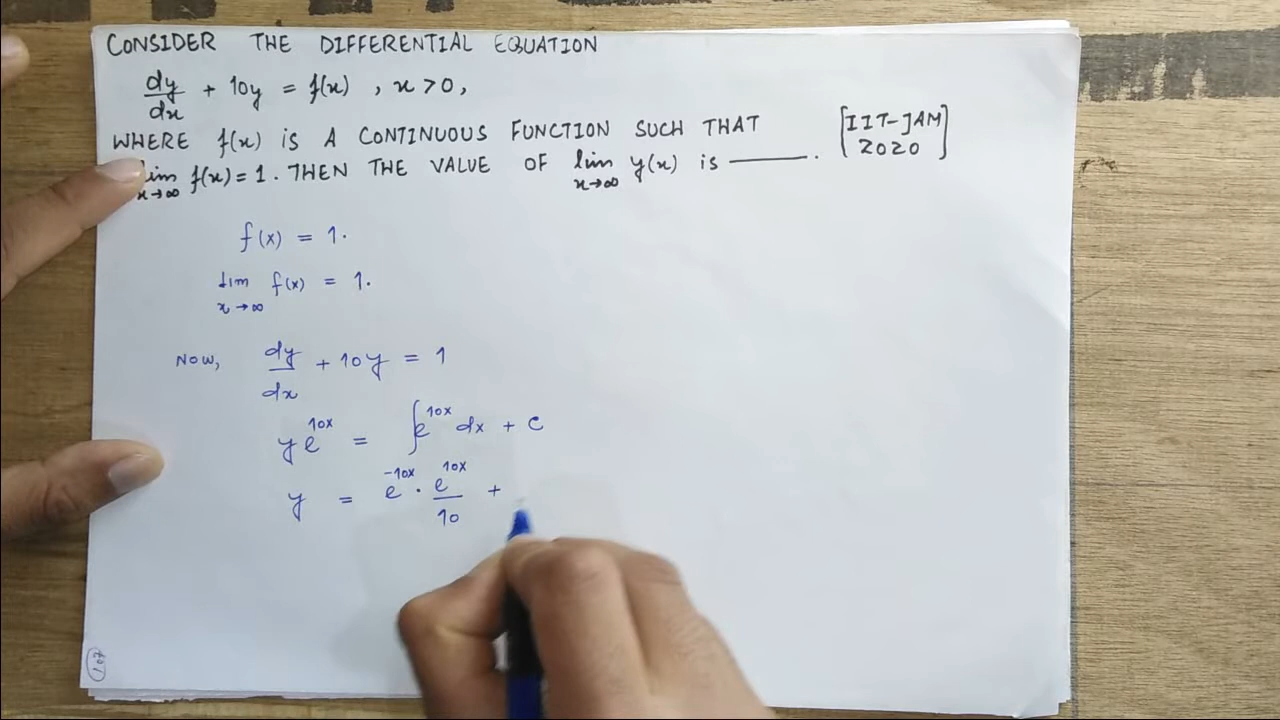 CONSIDER THE DIFFERENTIAL EQUATION
dy/dx + 10y = f(x) , x > 0,
WHERE f(x) IS A CONTINUOUS FUNCTION SUCH THAT [IIT-JAM 2020]
lim x→∞ f(x) = 1. THEN THE VALUE OF lim x→∞ y(x) IS ———.
f(x) = 1.
lim x→∞ f(x) = 1.
NOW, dy/dx + 10y = 1
y e^10x = ∫e^10x dx + c
y = e^-10x · e^10x/10 +
107